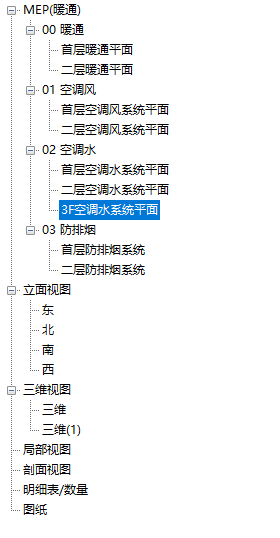 MEP(暖通)
00 暖通
首层暖通平面
二层暖通平面
01 空调风
首层空调风系统平面
二层空调风系统平面
02 空调水
首层空调水系统平面
二层空调水系统平面
3F空调水系统平面
03 防排烟
首层防排烟系统
二层防排烟系统
立面视图
东
北
南
西
三维视图
三维
三维(1)
局部视图
剖面视图
明细表/数量
图纸